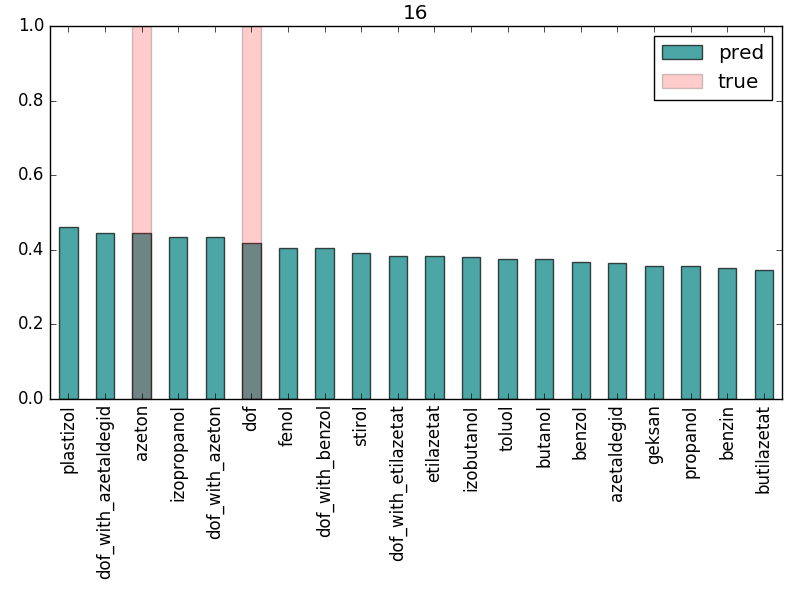 16
1.0
0.8
0.6
0.4
0.2
0.0
pred
true
plastizol
dof_with_azetaldegid
azeton
izopropanol
dof_with_azeton
dof
fenol
dof_with_benzol
stirol
dof_with_etilazetat
etilazetat
izobutanol
toluol
butanol
benzol
azetaldegid
geksan
propanol
benzin
butilazetat